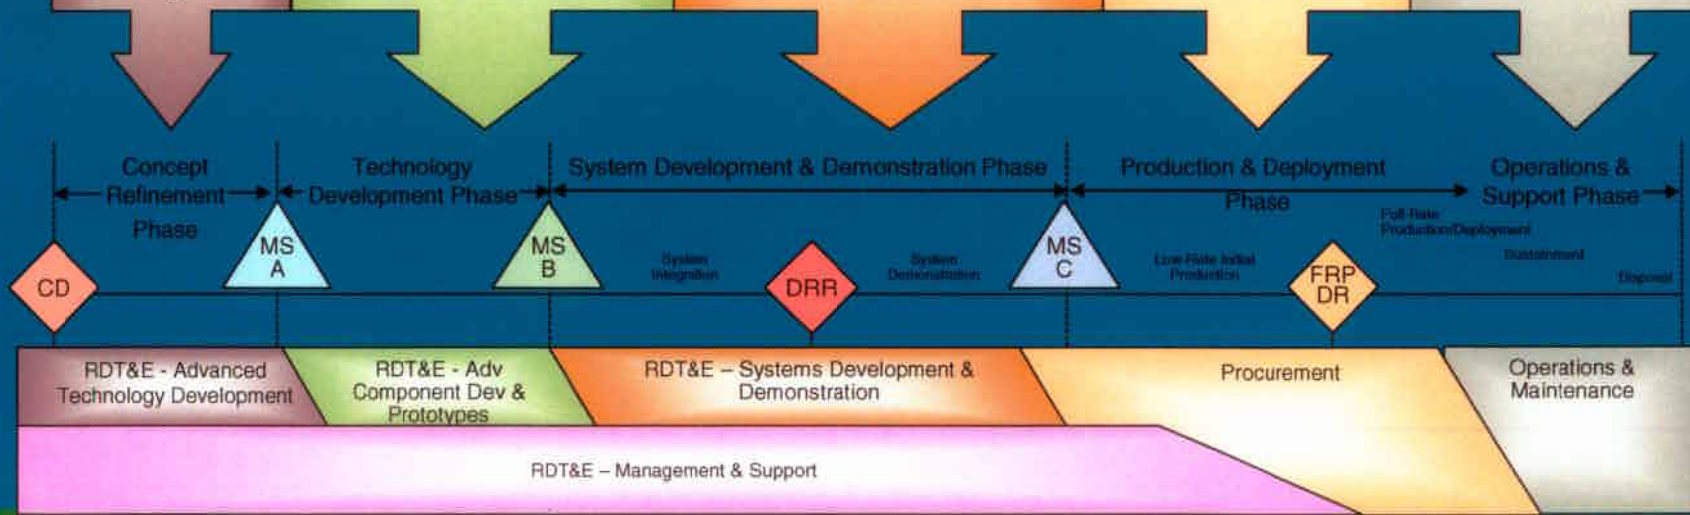 Concept
Refinement
Phase
Technology
Development Phase
System Development & Demonstration Phase
Production & Deployment
Phase
Operations &
Support Phase
Full-Rate
Production/Deployment
Sustainment
Disposal
CD
MS
A
MS
B
System
Integration
DRR
System
Demonstration
MS
C
Low-Rate Initial
Production
FRP
DR
RDT&E - Advanced
Technology Development
RDT&E - Adv
Component Dev &
Prototypes
RDT&E – Systems Development &
Demonstration
Procurement
Operations &
Maintenance
RDT&E – Management & Support